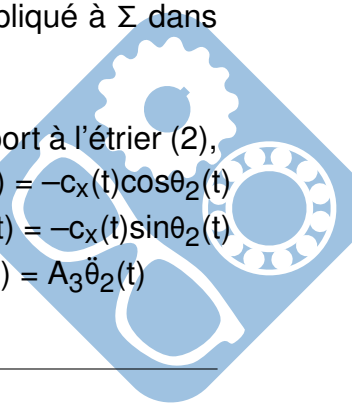 pliqué à Σ dans
port à l'étrier (2),
) = –cₓ(t)cosθ₂(t)
t) = –cₓ(t)sinθ₂(t)
) = A₃θ̈₂(t)